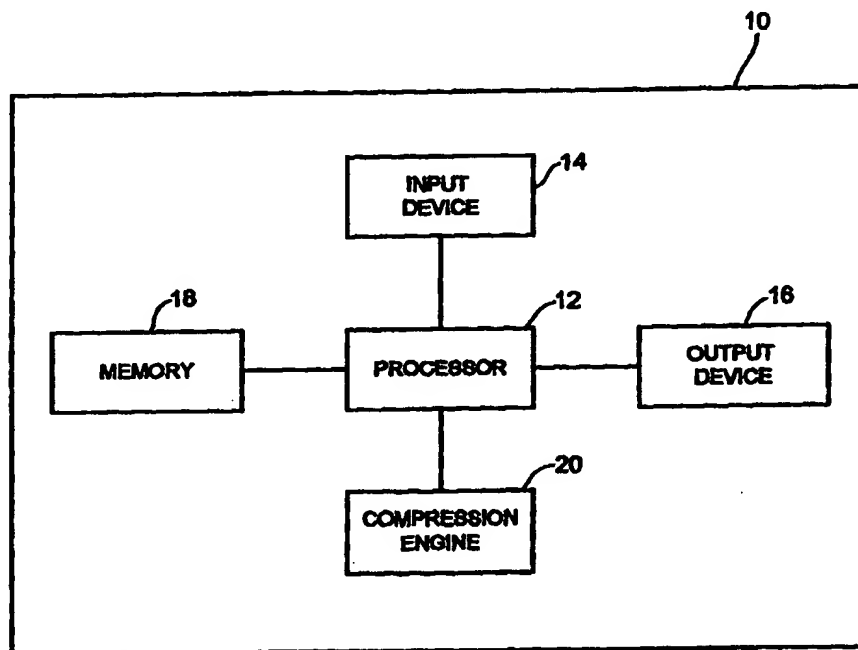 10
INPUT
DEVICE
14
18
12
16
MEMORY
PROCESSOR
OUTPUT
DEVICE
20
COMPRESSION
ENGINE